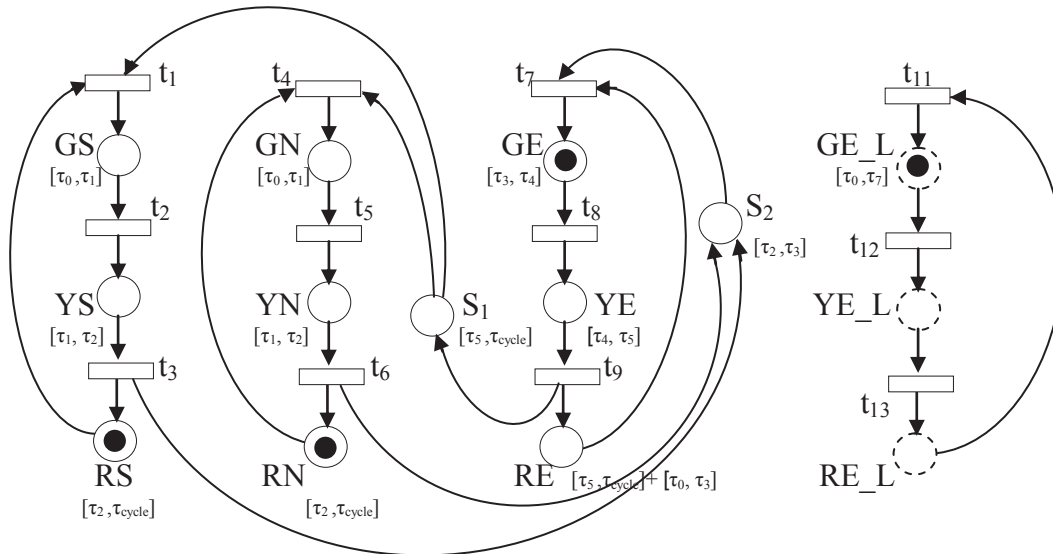 t₁
t₄
t₇
t₁₁
GS
[τ₀ ,τ₁]
GN
[τ₀ ,τ₁]
GE
[τ₃, τ₄]
GE_L
[τ₀ ,τ₇]
t₂
t₅
t₈
S₂
[τ₂ ,τ₃]
t₁₂
YS
[τ₁, τ₂]
YN
[τ₁, τ₂]
S₁
[τ₅ ,τcycle]
YE
[τ₄, τ₅]
YE_L
t₃
t₆
t₉
t₁₃
RS
[τ₂ ,τcycle]
RN
[τ₂ ,τcycle]
RE
[τ₅ ,τcycle]+ [τ₀, τ₃]
RE_L